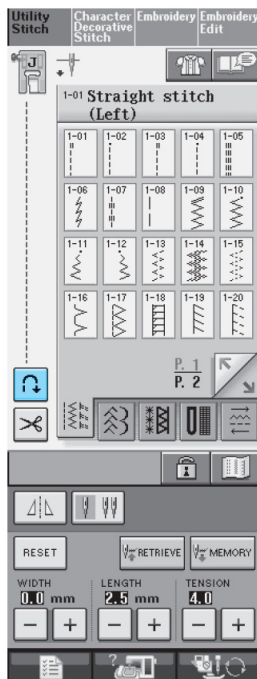 Utility Stitch
Character Decorative Stitch
Embroidery
Embroidery Edit
J
1-01 Straight stitch
(Left)
1-01 1-02 1-03 1-04 1-05
1-06 1-07 1-08 1-09 1-10
1-11 1-12 1-13 1-14 1-15
1-16 1-17 1-18 1-19 1-20
P. 1
P. 2
RESET RETRIEVE MEMORY
WIDTH LENGTH TENSION
0.0 mm 2.5 mm 4.0
- + - + - +
?